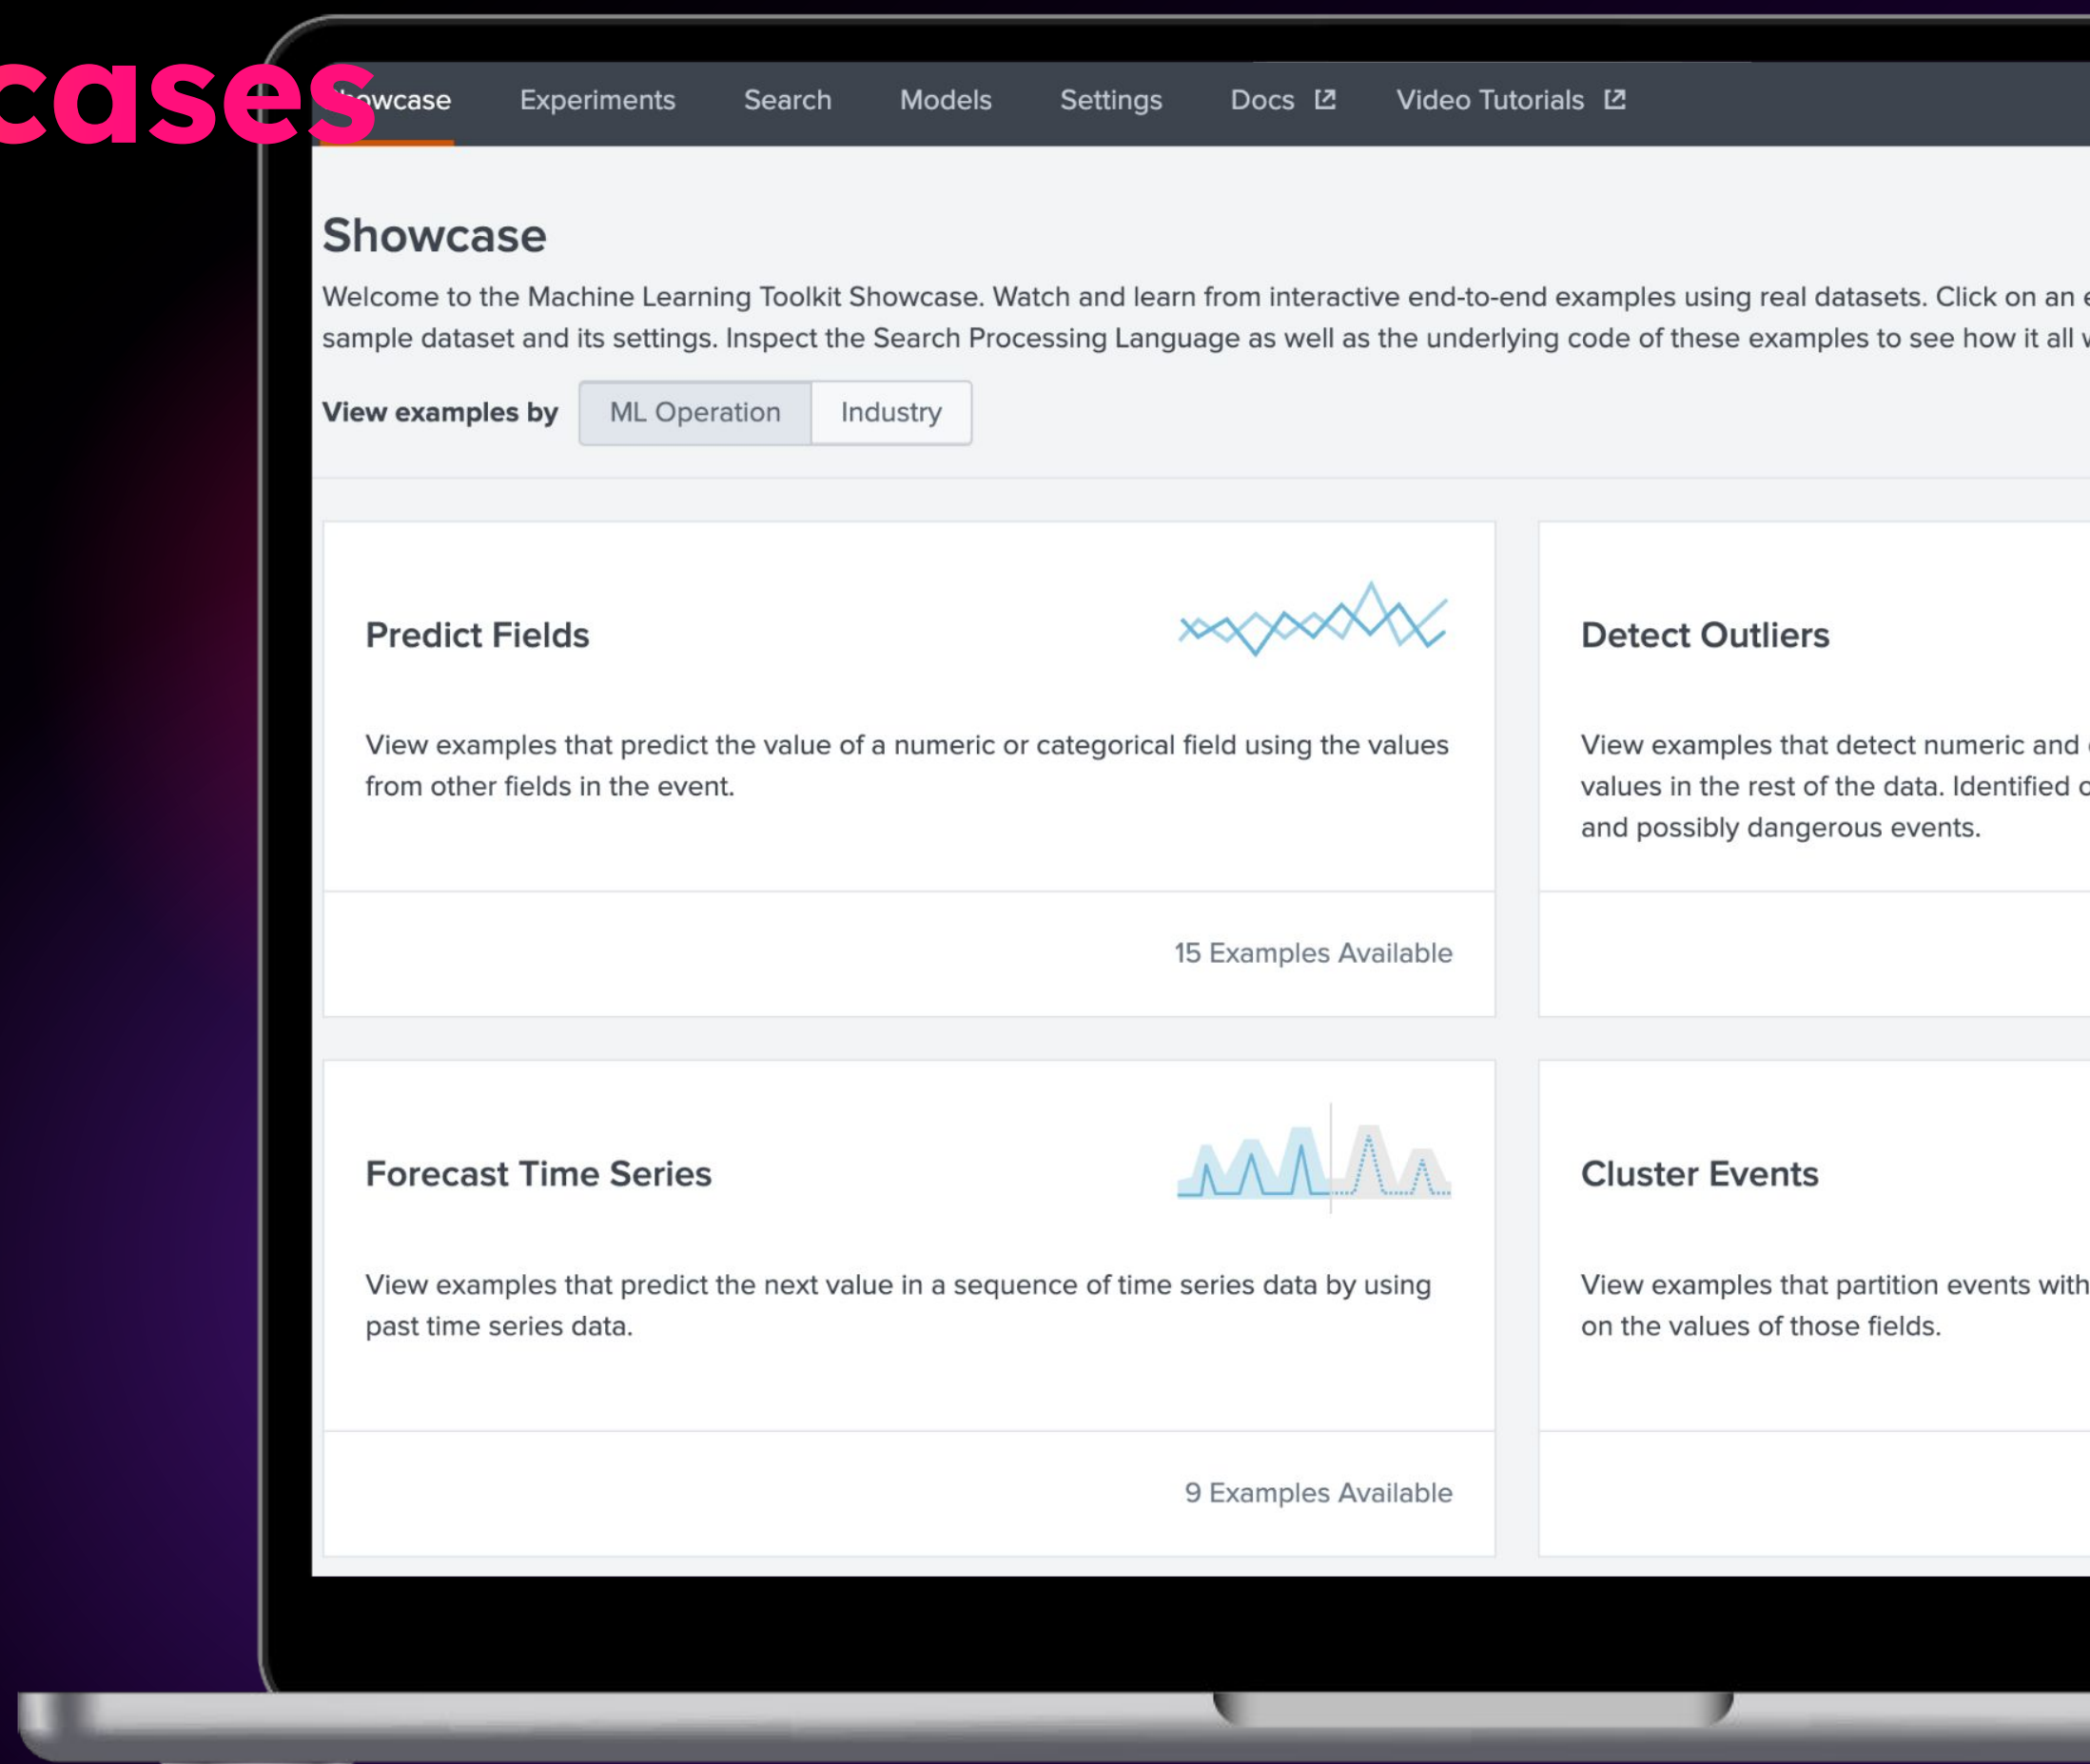 cases
Showcase Experiments Search Models Settings Docs Video Tutorials
Showcase
Welcome to the Machine Learning Toolkit Showcase. Watch and learn from interactive end-to-end examples using real datasets. Click on an
sample dataset and its settings. Inspect the Search Processing Language as well as the underlying code of these examples to see how it all
View examples by ML Operation Industry
Predict Fields
View examples that predict the value of a numeric or categorical field using the values
from other fields in the event.
15 Examples Available
Detect Outliers
View examples that detect numeric and
values in the rest of the data. Identified
and possibly dangerous events.
Forecast Time Series
View examples that predict the next value in a sequence of time series data by using
past time series data.
9 Examples Available
Cluster Events
View examples that partition events with
on the values of those fields.